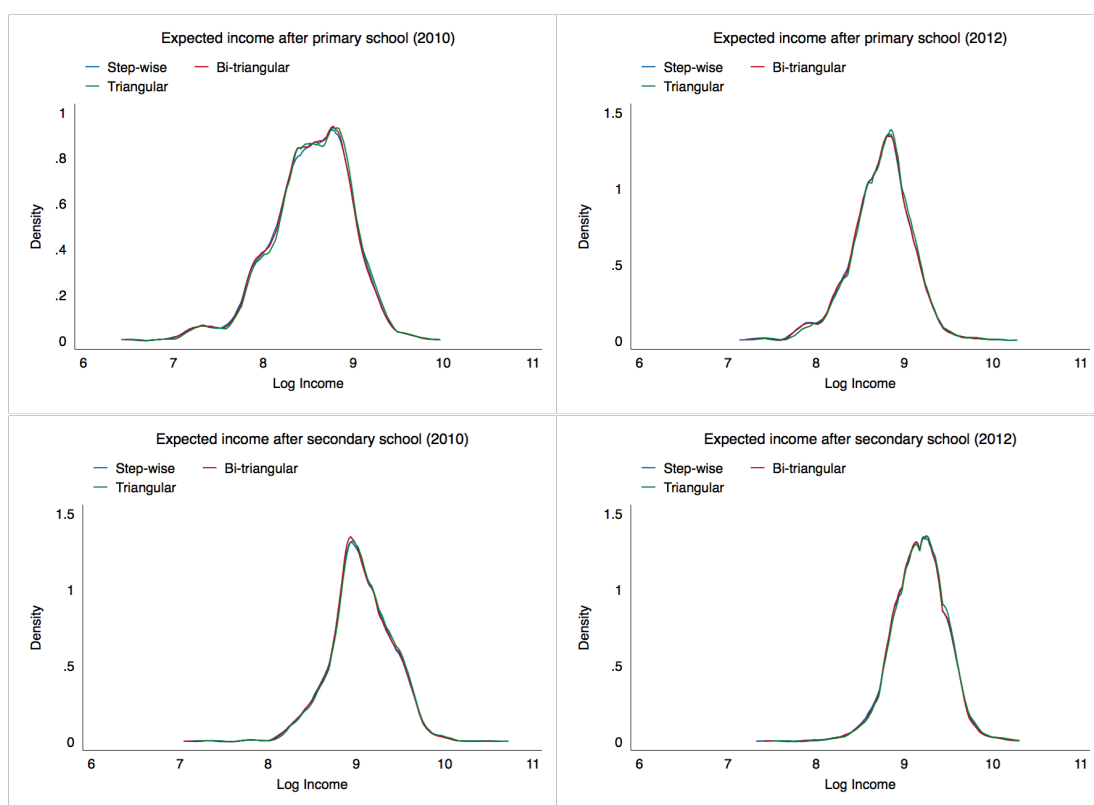 Expected income after primary school (2010)
Step-wise Bi-triangular
Triangular
1
.8
.6
.4
.2
0
Density
6 7 8 9 10 11
Log Income
Expected income after primary school (2012)
Step-wise Bi-triangular
Triangular
1.5
1
.5
0
Density
6 7 8 9 10 11
Log Income
Expected income after secondary school (2010)
Step-wise Bi-triangular
Triangular
1.5
1
.5
0
Density
6 7 8 9 10 11
Log Income
Expected income after secondary school (2012)
Step-wise Bi-triangular
Triangular
1.5
1
.5
0
Density
6 7 8 9 10 11
Log Income